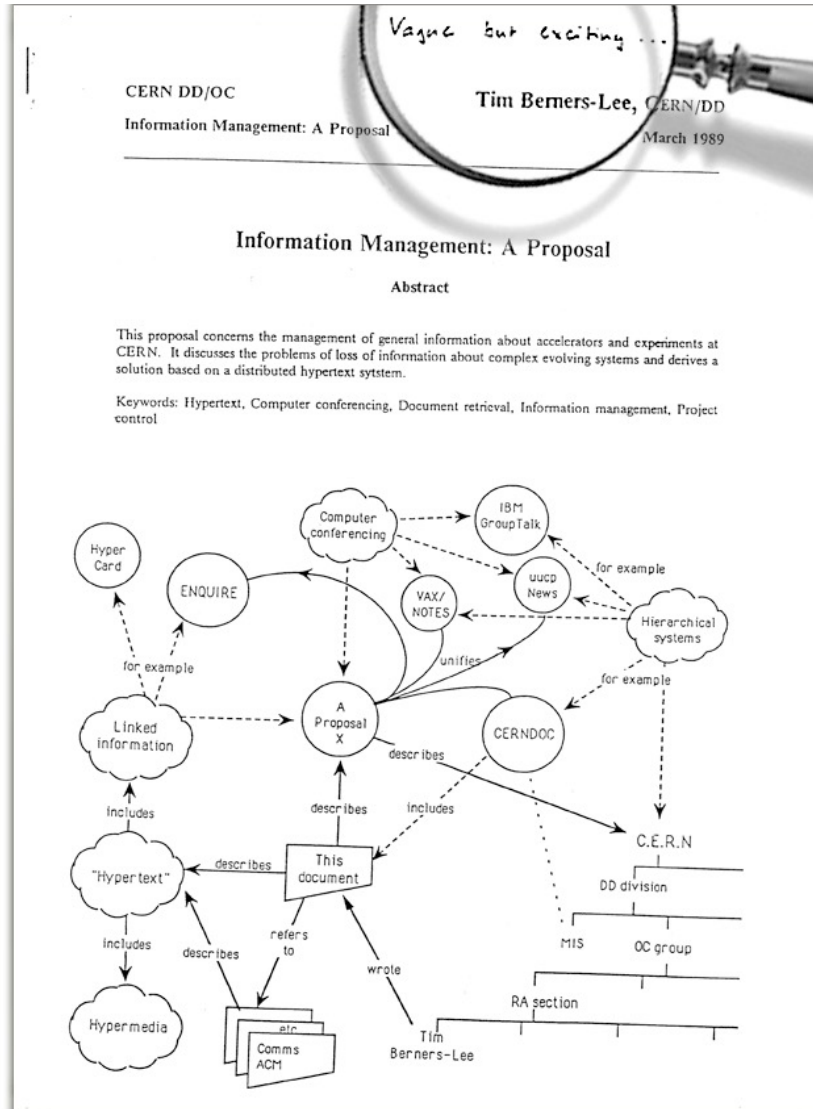 Vague but exciting ...
CERN DD/OC
Tim Berners-Lee, CERN/DD
Information Management: A Proposal
March 1989
Information Management: A Proposal
Abstract
This proposal concerns the management of general information about accelerators and experiments at
CERN. It discusses the problems of loss of information about complex evolving systems and derives a
solution based on a distributed hypertext sytstem.
Keywords: Hypertext, Computer conferencing, Document retrieval, Information management, Project
control
IBM
GroupTalk
Computer
conferencing
Hyper
Card
for example
uucp
News
ENQUIRE
VAX/
NOTES
Hierarchical
systems
unifies
for example
for example
A
Proposal
X
Linked
information
CERNDOC
describes
includes
describes
includes
C.E.R.N
This
document
describes
"Hypertext"
DD division
refers
to
includes
describes
MIS
OC group
wrote
RA section
Hypermedia
etc
Comms
ACM
Tim
Berners-Lee